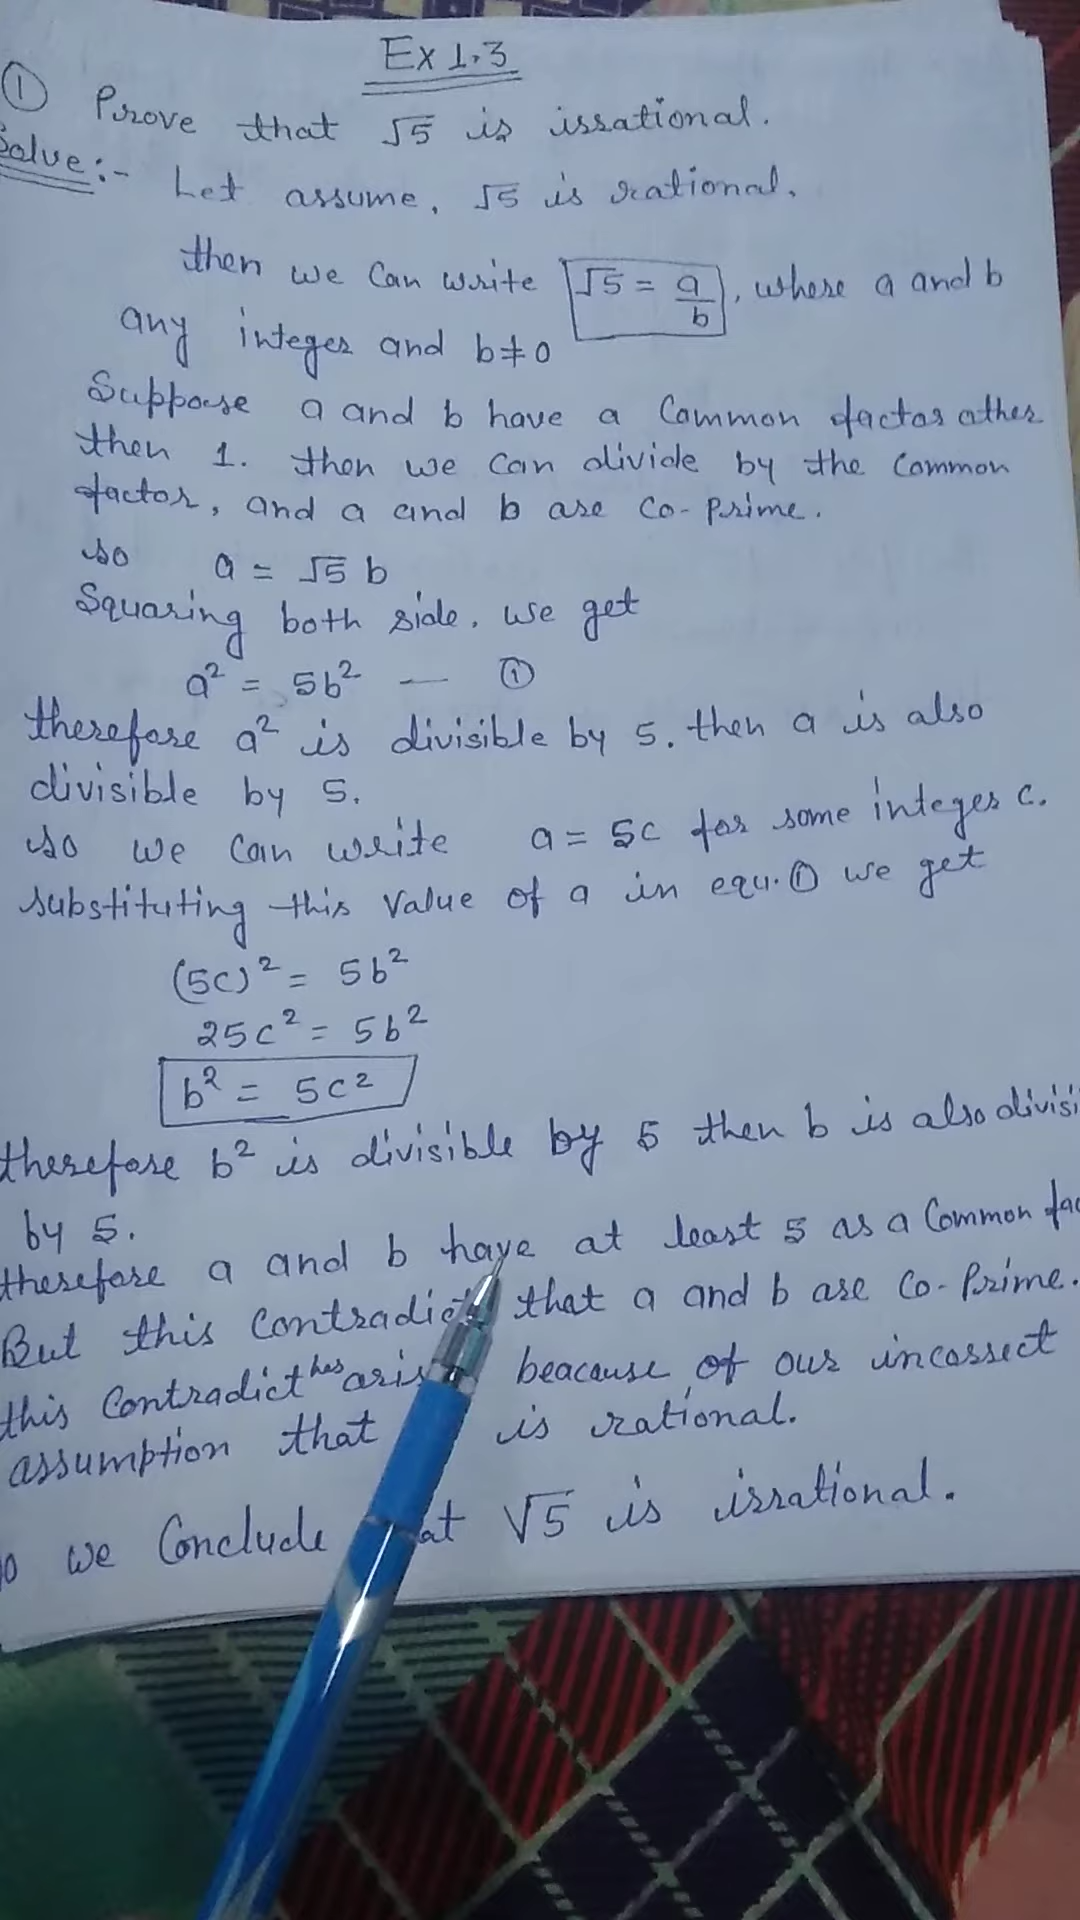 Ex 1.3
① Prove that √5 is irrational.
Solve:- Let assume, √5 is rational.
then we can write √5 = a/b, where a and b
any integer and b≠0
Suppose a and b have a common factor other
then 1. then we can divide by the common
factor, and a and b are co-prime.
so a = √5 b
Squaring both side, we get
a² = 5b² — ①
therefore a² is divisible by 5. then a is also
divisible by 5.
so we can write a = 5c for some integer c.
substituting this value of a in equ. ① we get
(5c)² = 5b²
25c² = 5b²
b² = 5c²
therefore b² is divisible by 5 then b is also divisi
by 5.
therefore a and b have at least 5 as a common fac
But this contradict that a and b are co-prime.
this contradict has aris beacause of our incorrect
assumption that is rational.
so we conclude at √5 is irrational.